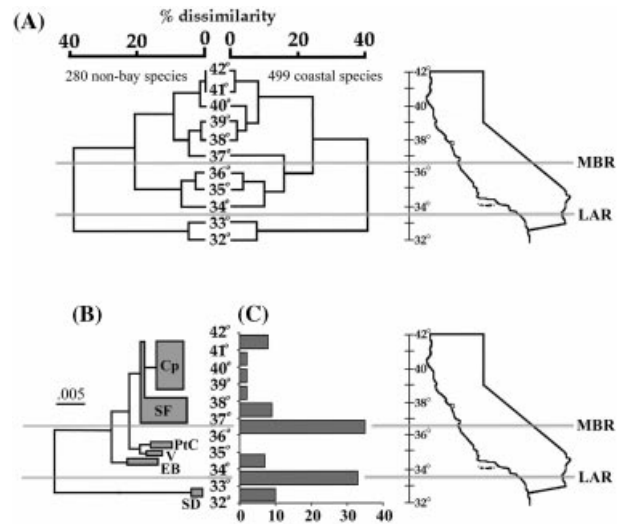 (A)
% dissimilarity
40 20 0 0 20 40
280 non-bay species 499 coastal species
42°
41°
40°
39°
38°
37°
36°
35°
34°
33°
32°
42°
40°
38°
36°
34°
32°
MBR
LAR
(B)
.005
Cp
SF
PtC
V
EB
SD
(C)
42°
41°
40°
39°
38°
37°
36°
35°
34°
33°
32°
0 10 20 30 40
42°
40°
38°
36°
34°
32°
MBR
LAR